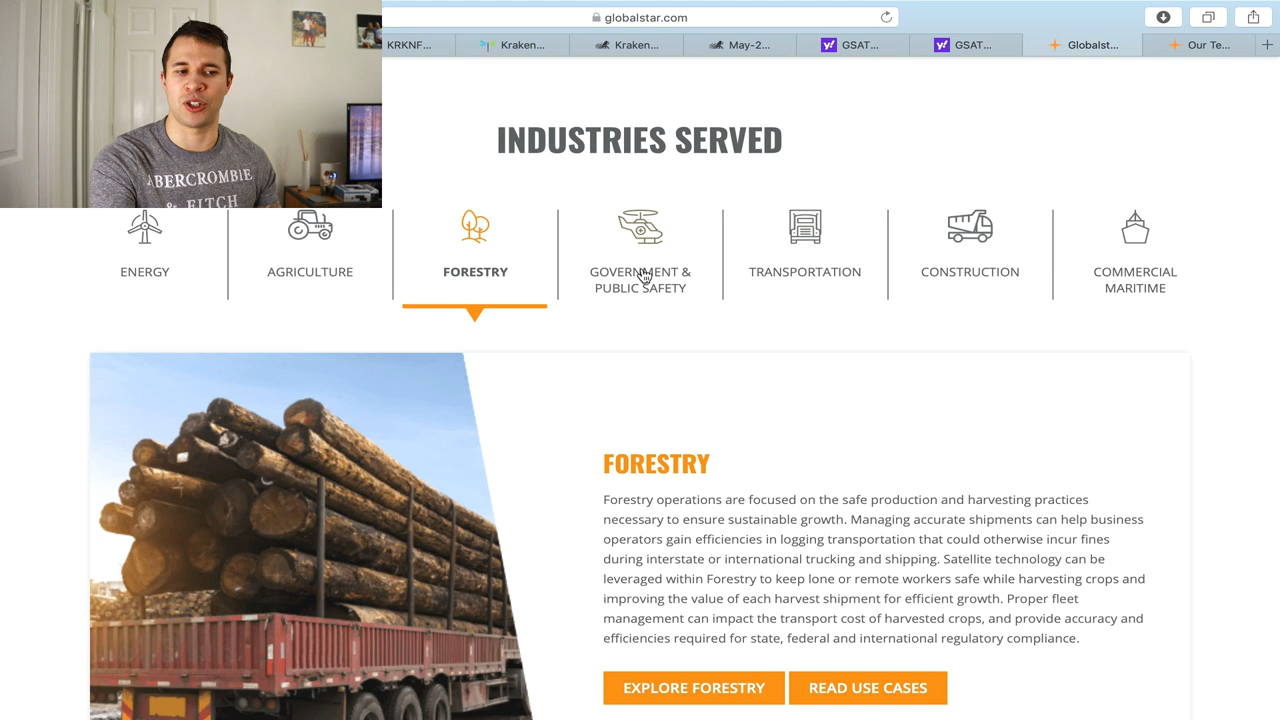 globalstar.com
KRKNF...
Kraken...
Kraken...
May-2...
GSAT...
GSAT...
Globalst...
Our Te...
ABERCROMBIE
& FITCH
INDUSTRIES SERVED
ENERGY
AGRICULTURE
FORESTRY
GOVERNMENT &
PUBLIC SAFETY
TRANSPORTATION
CONSTRUCTION
COMMERCIAL
MARITIME
FORESTRY
Forestry operations are focused on the safe production and harvesting practices
necessary to ensure sustainable growth. Managing accurate shipments can help business
operators gain efficiencies in logging transportation that could otherwise incur fines
during interstate or international trucking and shipping. Satellite technology can be
leveraged within Forestry to keep lone or remote workers safe while harvesting crops and
improving the value of each harvest shipment for efficient growth. Proper fleet
management can impact the transport cost of harvested crops, and provide accuracy and
efficiencies required for state, federal and international regulatory compliance.
EXPLORE FORESTRY
READ USE CASES